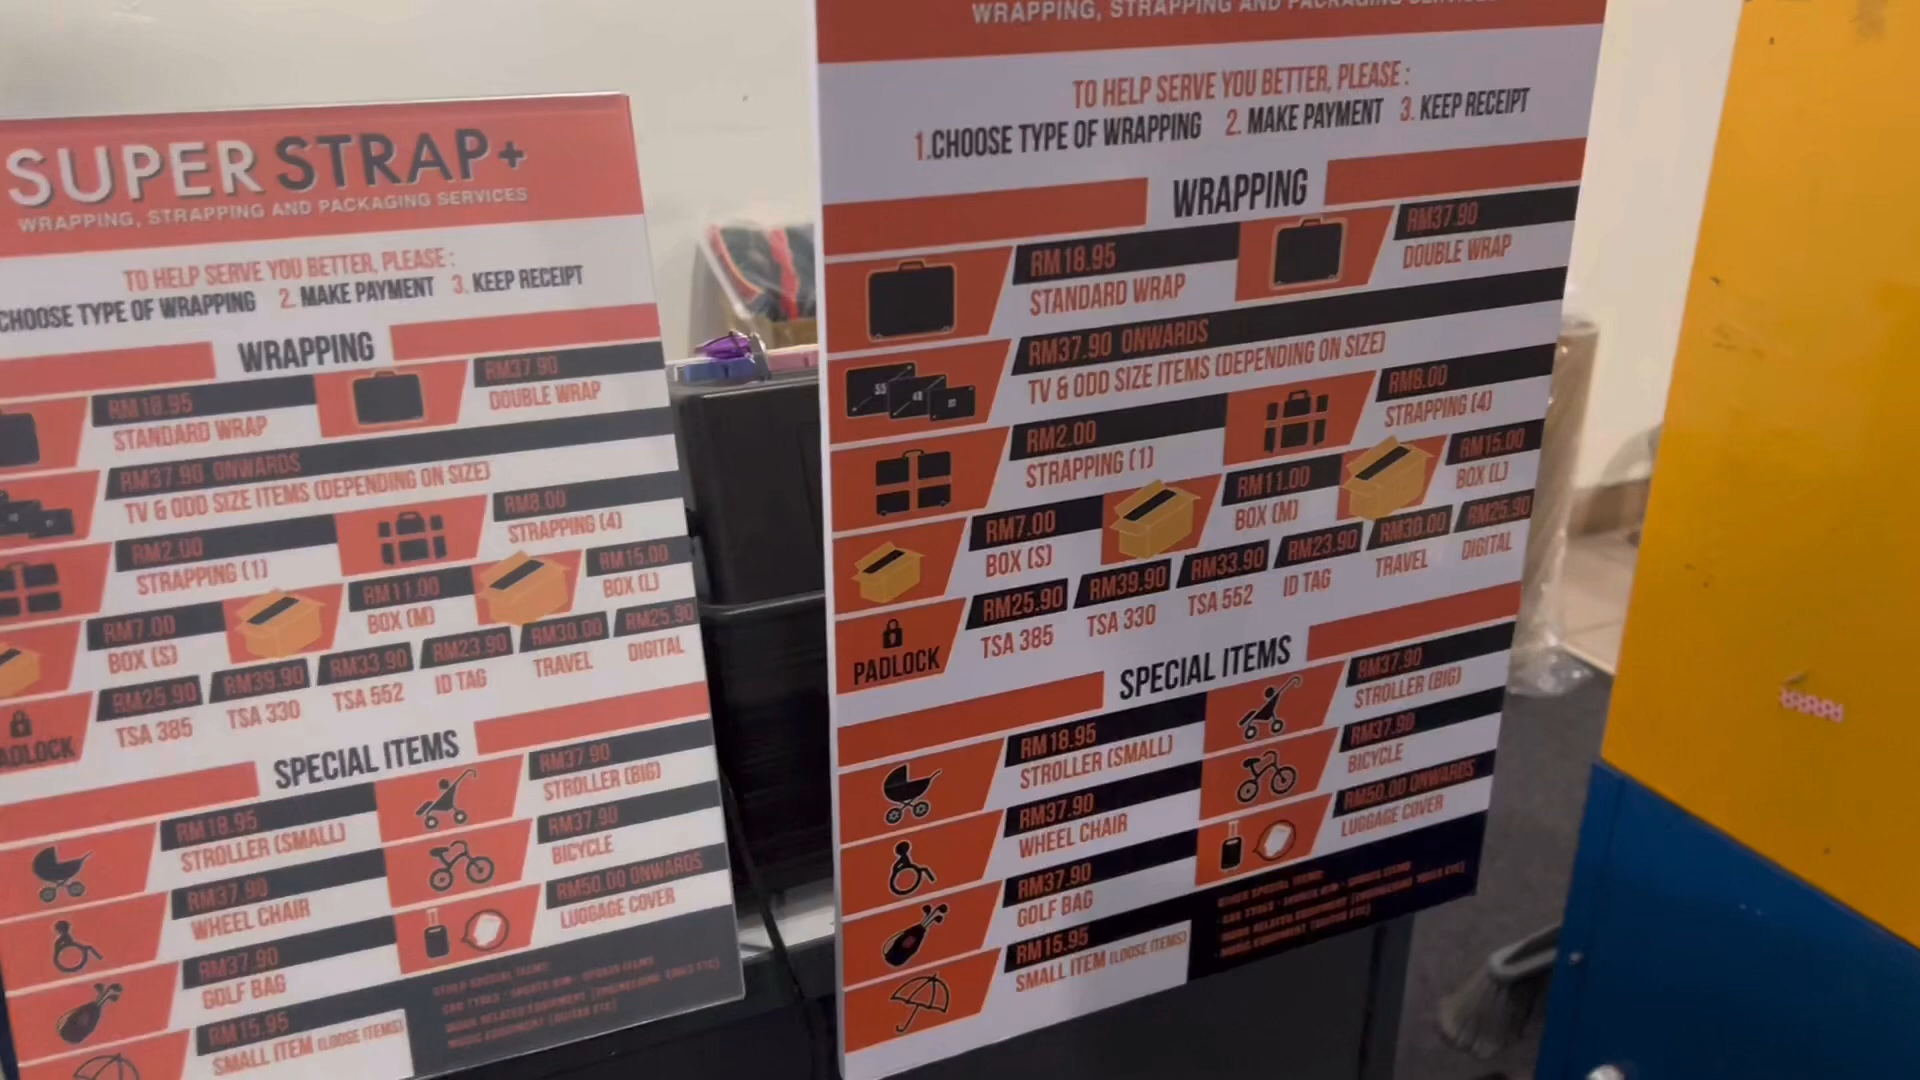 SUPER STRAP+
WRAPPING, STRAPPING AND PACKAGING SERVICES
TO HELP SERVE YOU BETTER, PLEASE :
CHOOSE TYPE OF WRAPPING 2. MAKE PAYMENT 3. KEEP RECEIPT
WRAPPING
RM18.95
STANDARD WRAP
RM37.90
DOUBLE WRAP
RM37.90 ONWARDS
TV & ODD SIZE ITEMS (DEPENDING ON SIZE)
RM2.00
STRAPPING (1)
RM8.00
STRAPPING (4)
RM7.00
BOX (S)
RM11.00
BOX (M)
RM15.00
BOX (L)
ADLOCK
RM25.90
TSA 385
RM39.90
TSA 330
RM33.90
TSA 552
RM23.90
ID TAG
RM30.00
TRAVEL
RM25.90
DIGITAL
SPECIAL ITEMS
RM18.95
STROLLER (SMALL)
RM37.90
STROLLER (BIG)
RM37.90
WHEEL CHAIR
RM37.90
BICYCLE
RM37.90
GOLF BAG
RM50.00 ONWARDS
LUGGAGE COVER
RM15.95
SMALL ITEM (LOOSE ITEMS)
OTHER SPECIAL ITEMS
WRAPPING, STRAPPING AND PACKAGING SERVICES
TO HELP SERVE YOU BETTER, PLEASE :
1.CHOOSE TYPE OF WRAPPING 2. MAKE PAYMENT 3. KEEP RECEIPT
WRAPPING
RM18.95
STANDARD WRAP
RM37.90
DOUBLE WRAP
55
RM37.90 ONWARDS
TV & ODD SIZE ITEMS (DEPENDING ON SIZE)
RM2.00
STRAPPING (1)
RM8.00
STRAPPING (4)
RM7.00
BOX (S)
RM11.00
BOX (M)
RM15.00
BOX (L)
PADLOCK
RM25.90
TSA 385
RM39.90
TSA 330
RM33.90
TSA 552
RM23.90
ID TAG
RM30.00
TRAVEL
RM25.90
DIGITAL
SPECIAL ITEMS
RM18.95
STROLLER (SMALL)
RM37.90
STROLLER (BIG)
RM37.90
WHEEL CHAIR
RM37.90
BICYCLE
RM37.90
GOLF BAG
RM50.00 ONWARDS
LUGGAGE COVER
RM15.95
SMALL ITEM (LOOSE ITEMS)
OTHER SPECIAL ITEMS